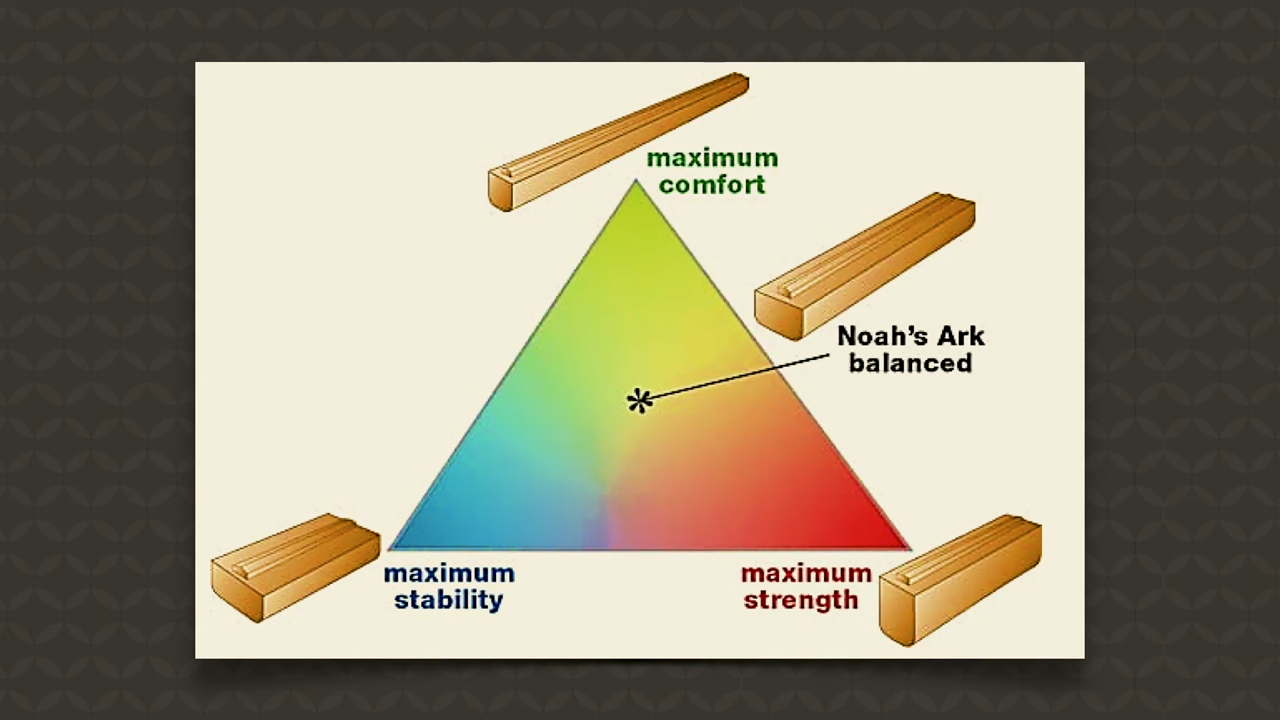 maximum
comfort
Noah's Ark
balanced
maximum
stability
maximum
strength